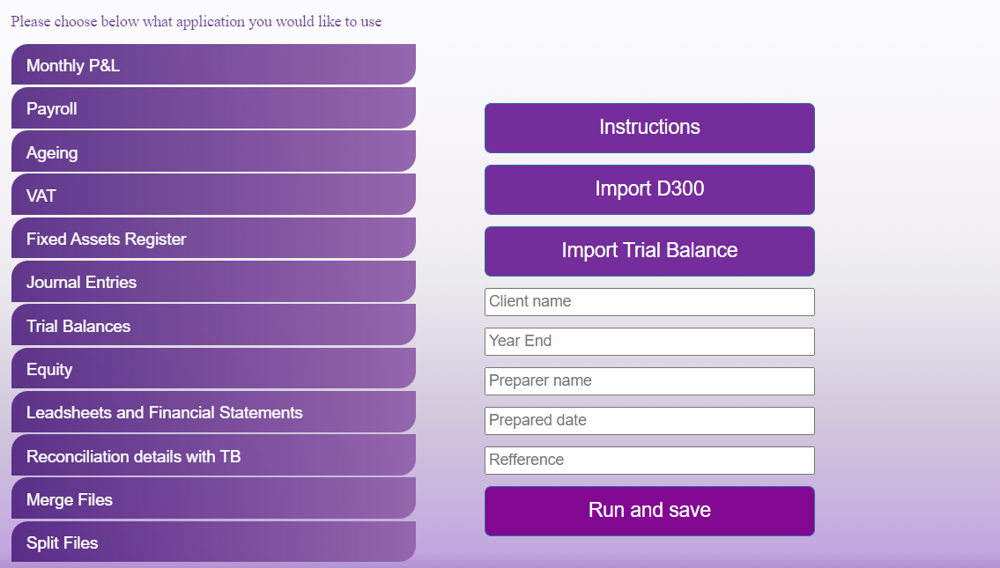 Please choose below what application you would like to use
Monthly P&L
Payroll
Ageing
VAT
Fixed Assets Register
Journal Entries
Trial Balances
Equity
Leadsheets and Financial Statements
Reconciliation details with TB
Merge Files
Split Files
Instructions
Import D300
Import Trial Balance
Client name
Year End
Preparer name
Prepared date
Refference
Run and save